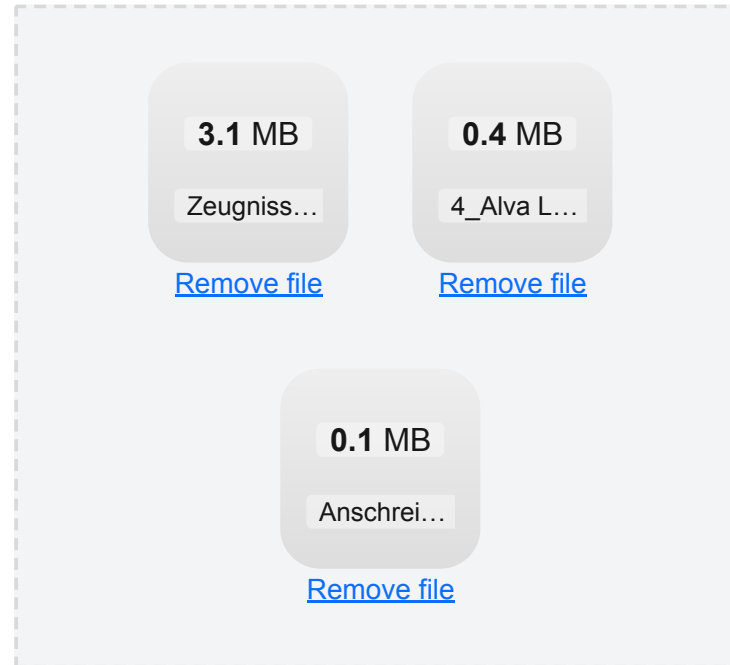 3.1 MB
0.4 MB
Zeugniss…
4_Alva L…
Remove file
Remove file
0.1 MB
Anschrei…
Remove file